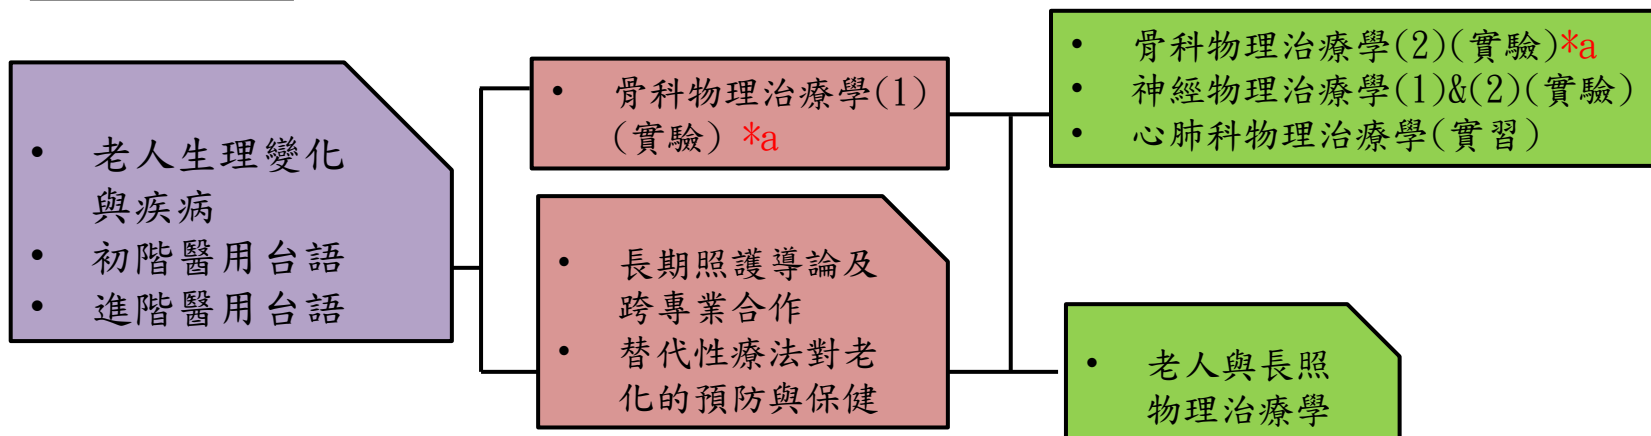 • 老人生理變化
與疾病
• 初階醫用台語
• 進階醫用台語
• 骨科物理治療學(1)
(實驗) *a
• 長期照護導論及
跨專業合作
• 替代性療法對老
化的預防與保健
• 骨科物理治療學(2)(實驗)*a
• 神經物理治療學(1)&(2)(實驗)
• 心肺科物理治療學(實習)
• 老人與長照
物理治療學